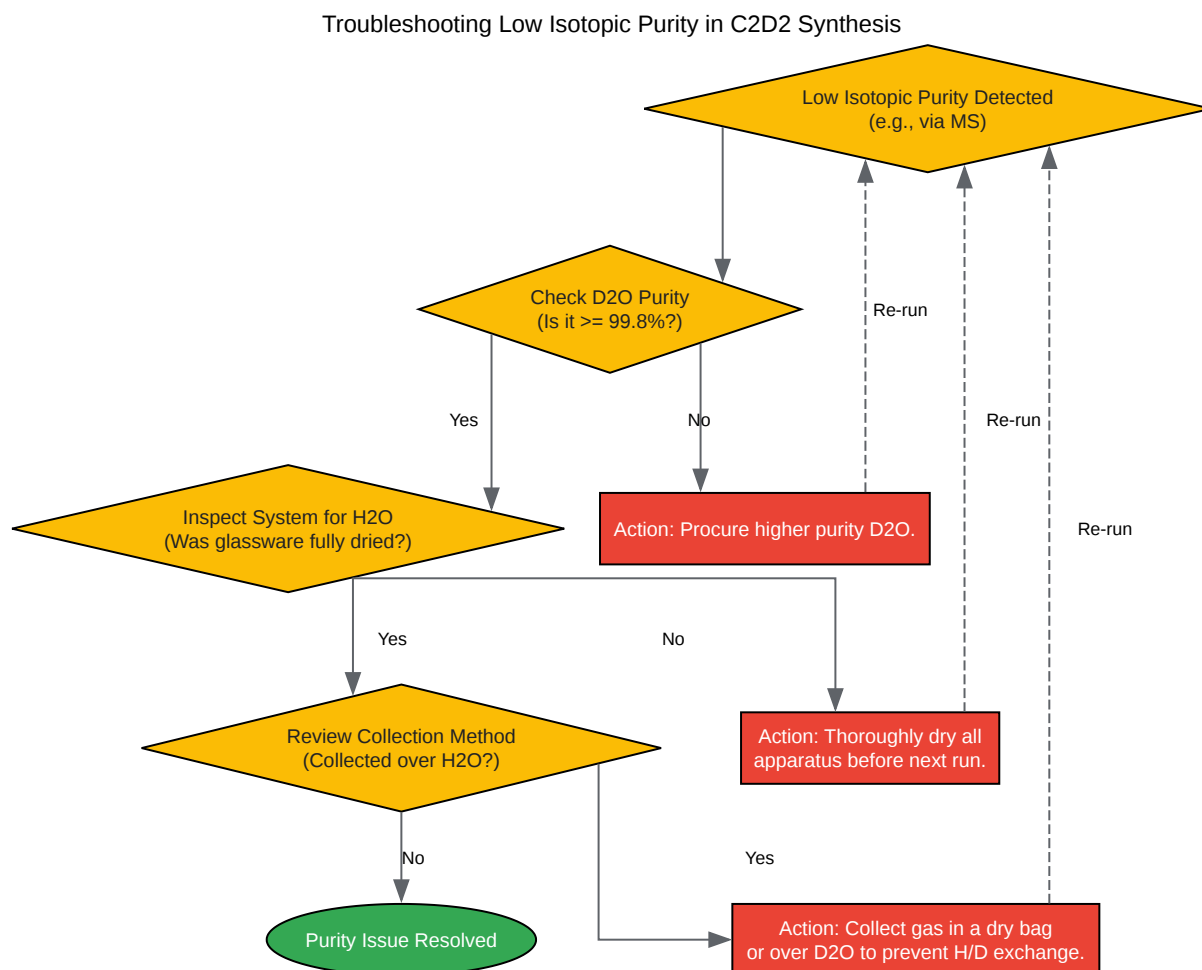 Troubleshooting Low Isotopic Purity in C2D2 Synthesis
Low Isotopic Purity Detected
(e.g., via MS)
Check D2O Purity
(Is it >= 99.8%?)
Re-run
Yes
No
Re-run
Inspect System for H2O
(Was glassware fully dried?)
Action: Procure higher purity D2O.
Re-run
Yes
No
Review Collection Method
(Collected over H2O?)
Action: Thoroughly dry all
apparatus before next run.
No
Yes
Purity Issue Resolved
Action: Collect gas in a dry bag
or over D2O to prevent H/D exchange.